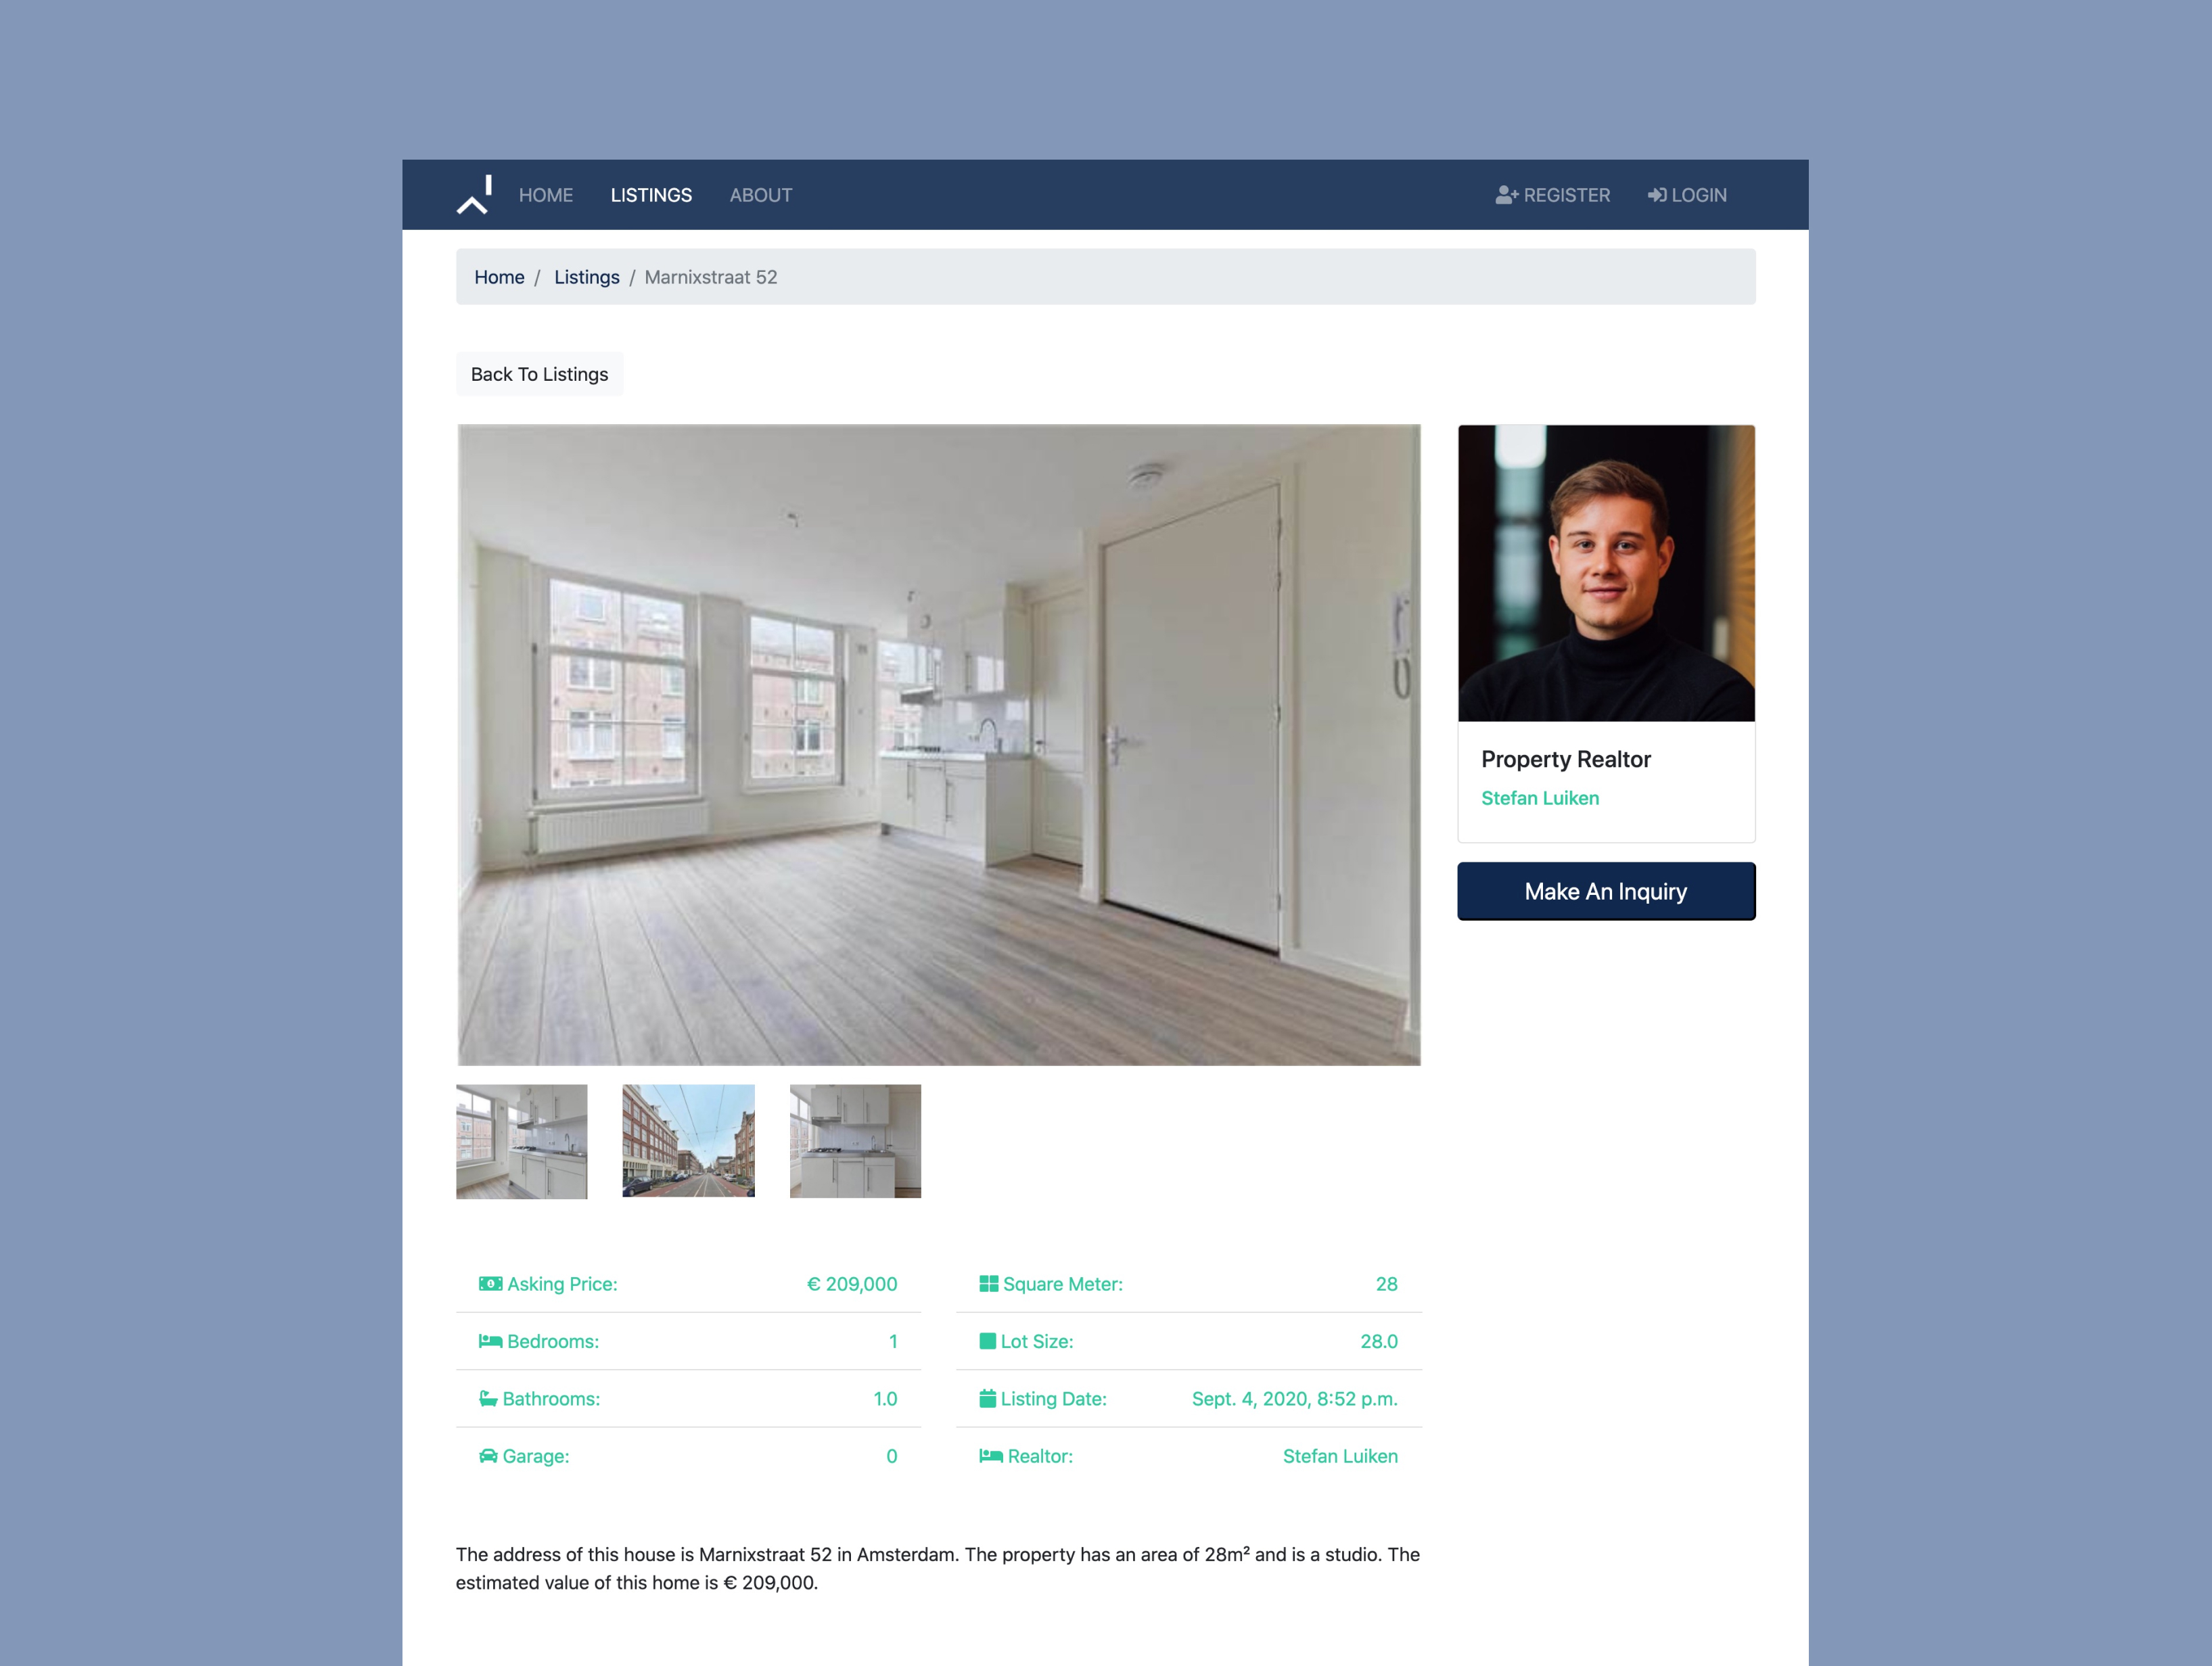 HOME LISTINGS ABOUT REGISTER LOGIN
Home / Listings / Marnixstraat 52
Back To Listings
Property Realtor
Stefan Luiken
Make An Inquiry
Asking Price: € 209,000
Bedrooms: 1
Bathrooms: 1.0
Garage: 0
Square Meter: 28
Lot Size: 28.0
Listing Date: Sept. 4, 2020, 8:52 p.m.
Realtor: Stefan Luiken
The address of this house is Marnixstraat 52 in Amsterdam. The property has an area of 28m² and is a studio. The
estimated value of this home is € 209,000.